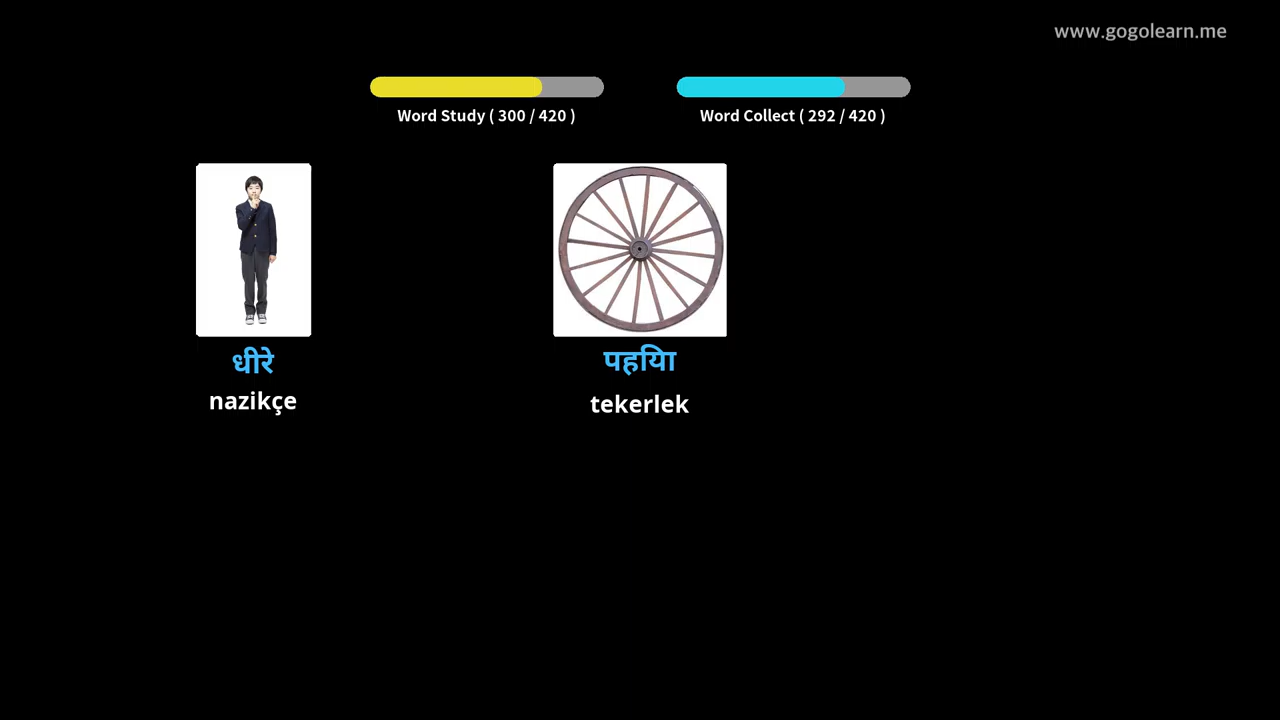 www.gogolearn.me
Word Study ( 300 / 420 )
Word Collect ( 292 / 420 )
धीरे
पहिया
nazikçe
tekerlek